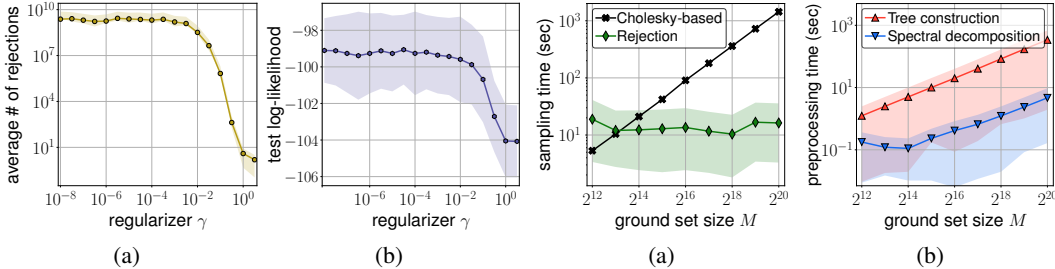 average # of rejections
10^10
10^7
10^4
10^1
10^-8
10^-6
10^-4
10^-2
10^0
regularizer γ
(a)
test log-likelihood
−98
−100
−102
−104
−106
10^-6
10^-4
10^-2
10^0
regularizer γ
(b)
sampling time (sec)
10^3
10^2
10^1
Cholesky-based
Rejection
2^12
2^14
2^16
2^18
2^20
ground set size M
(a)
preprocessing time (sec)
10^3
10^1
10^-1
Tree construction
Spectral decomposition
2^12
2^14
2^16
2^18
2^20
ground set size M
(b)